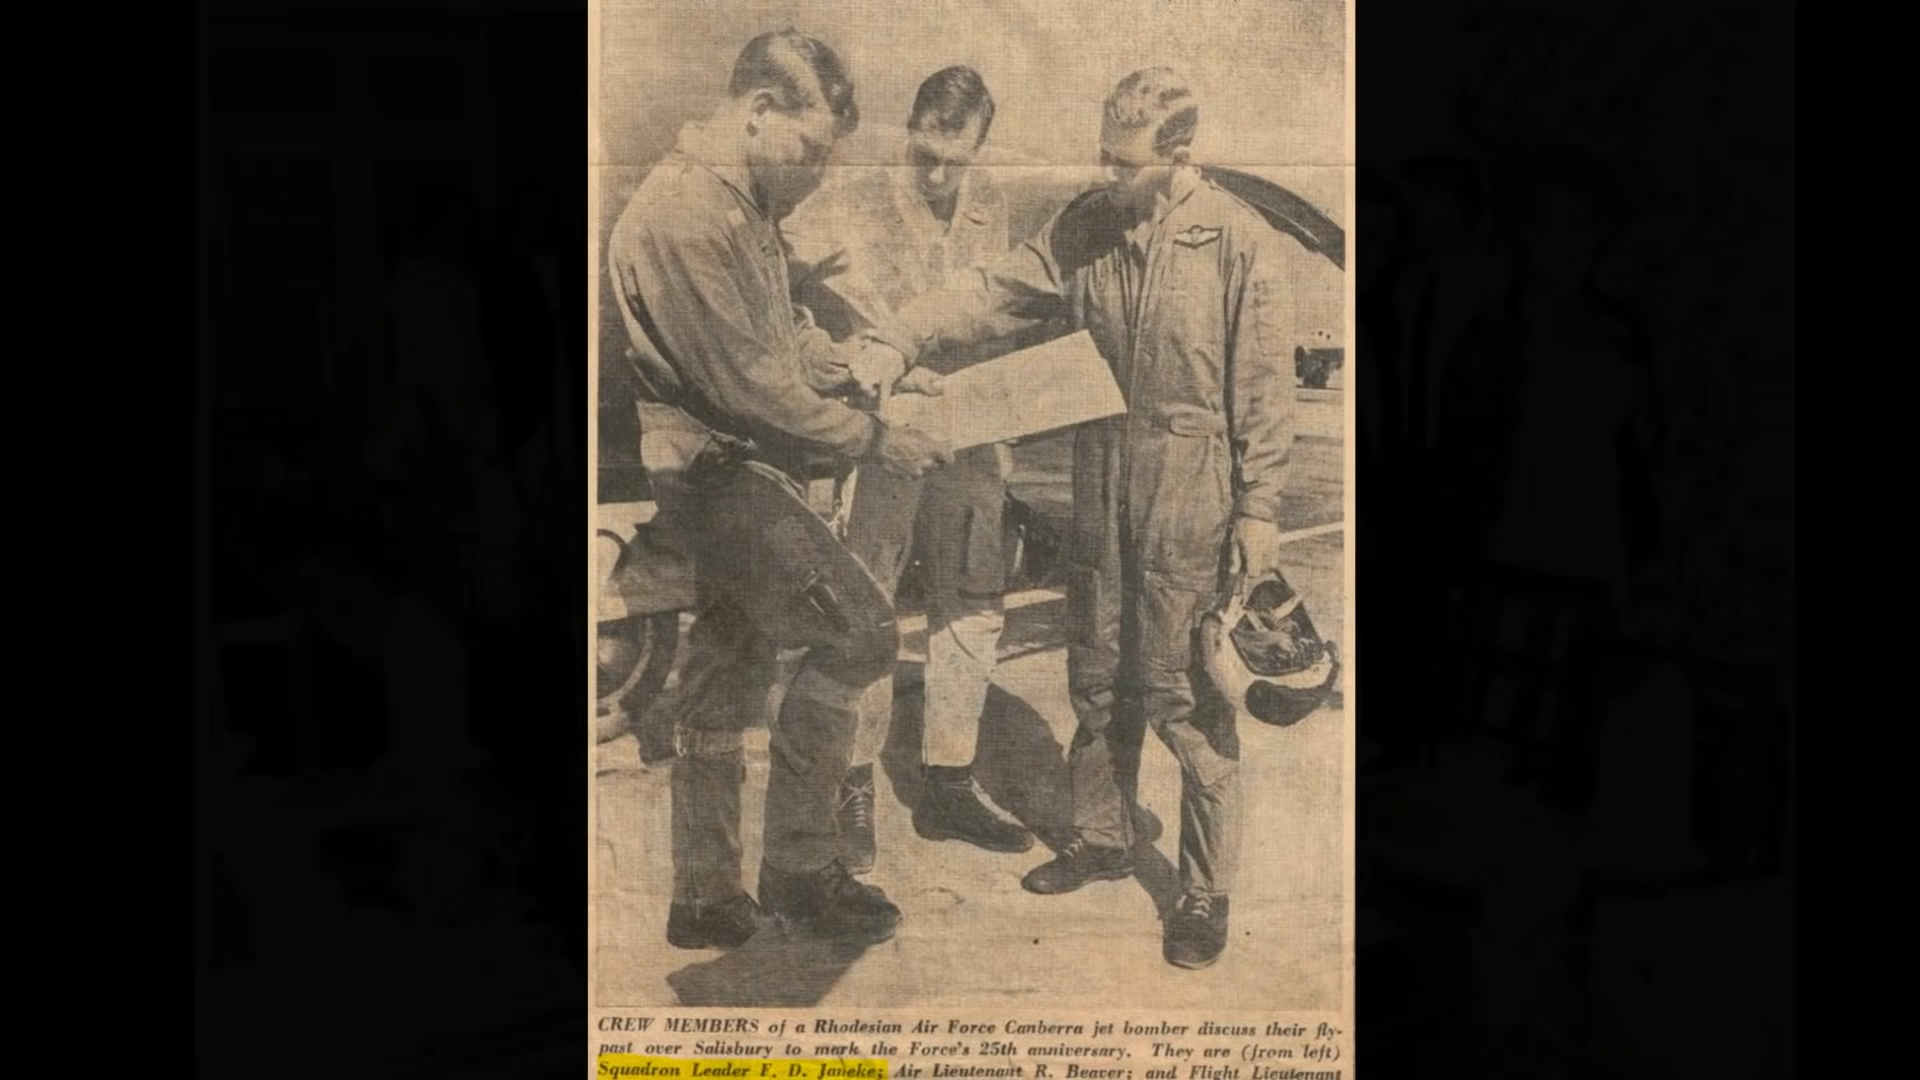 CREW MEMBERS of a Rhodesian Air Force Canberra jet bomber discuss their fly-
past over Salisbury to mark the Force's 25th anniversary. They are (from left)
Squadron Leader F. D. Janeke; Air Lieutenant R. Beaver; and Flight Lieutenant